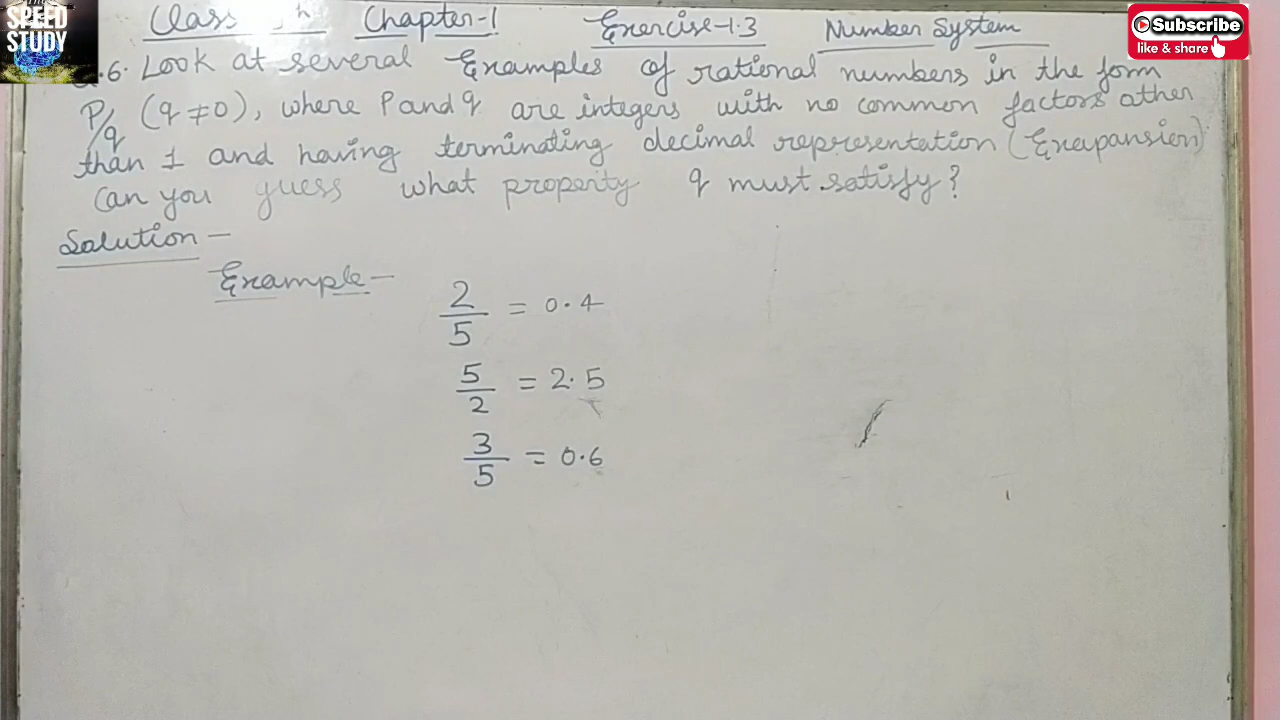 SPEED
STUDY
Subscribe
like & share
Class Chapter-1 Exercise-1.3 Number System
6. Look at several Examples of rational numbers in the form
P/q (q ≠ 0), where P and q are integers with no common factors other
than 1 and having terminating decimal representation (Exapansion)
Can you guess what property q must satisfy?
Solution-
Example-
2/5 = 0.4
5/2 = 2.5
3/5 = 0.6